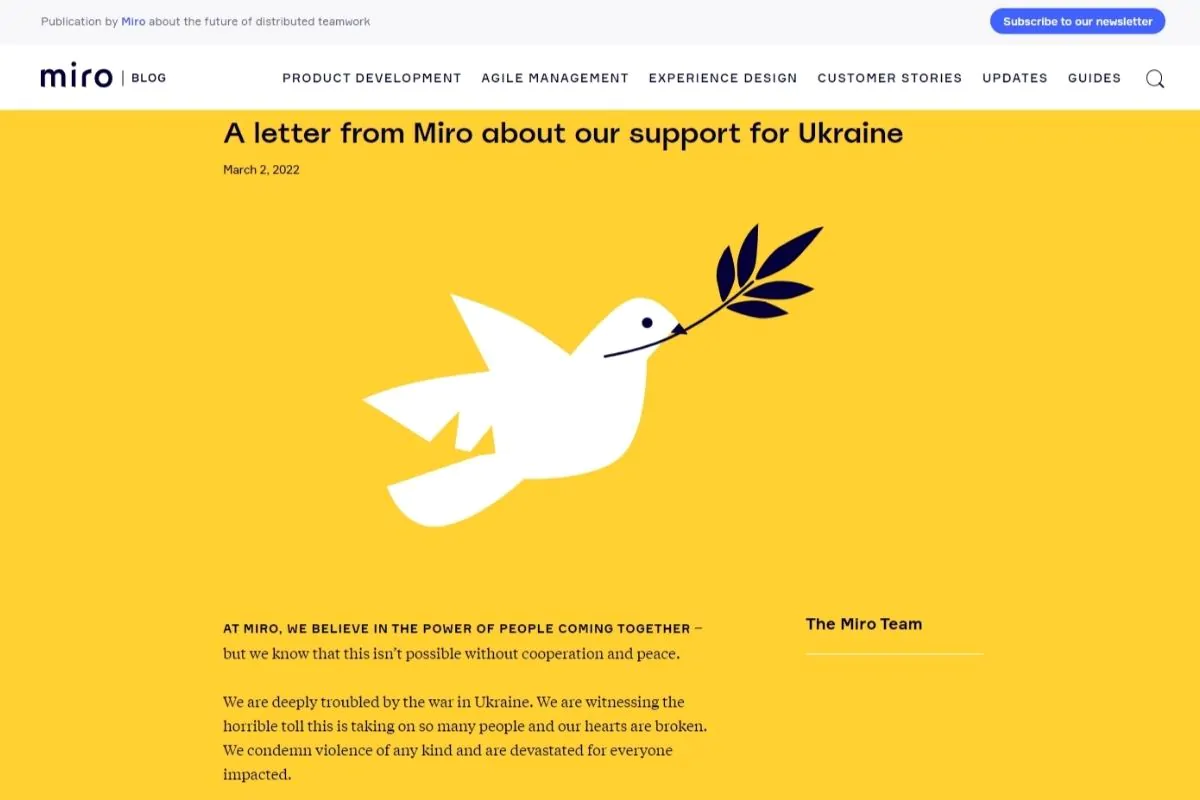 Publication by Miro about the future of distributed teamwork
Subscribe to our newsletter
miro | BLOG
PRODUCT DEVELOPMENT AGILE MANAGEMENT EXPERIENCE DESIGN CUSTOMER STORIES UPDATES GUIDES
A letter from Miro about our support for Ukraine
March 2, 2022
AT MIRO, WE BELIEVE IN THE POWER OF PEOPLE COMING TOGETHER –
but we know that this isn’t possible without cooperation and peace.
The Miro Team
We are deeply troubled by the war in Ukraine. We are witnessing the
horrible toll this is taking on so many people and our hearts are broken.
We condemn violence of any kind and are devastated for everyone
impacted.